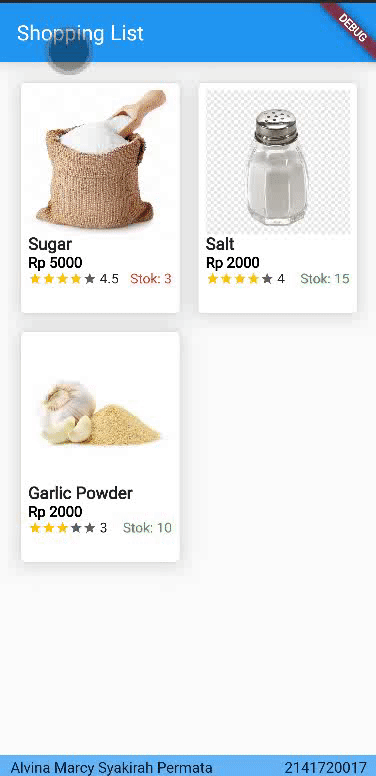 Shopping List
DEBUG
Sugar
Rp 5000
4.5 Stok: 3
Salt
Rp 2000
4 Stok: 15
Garlic Powder
Rp 2000
3 Stok: 10
Alvina Marcy Syakirah Permata 2141720017